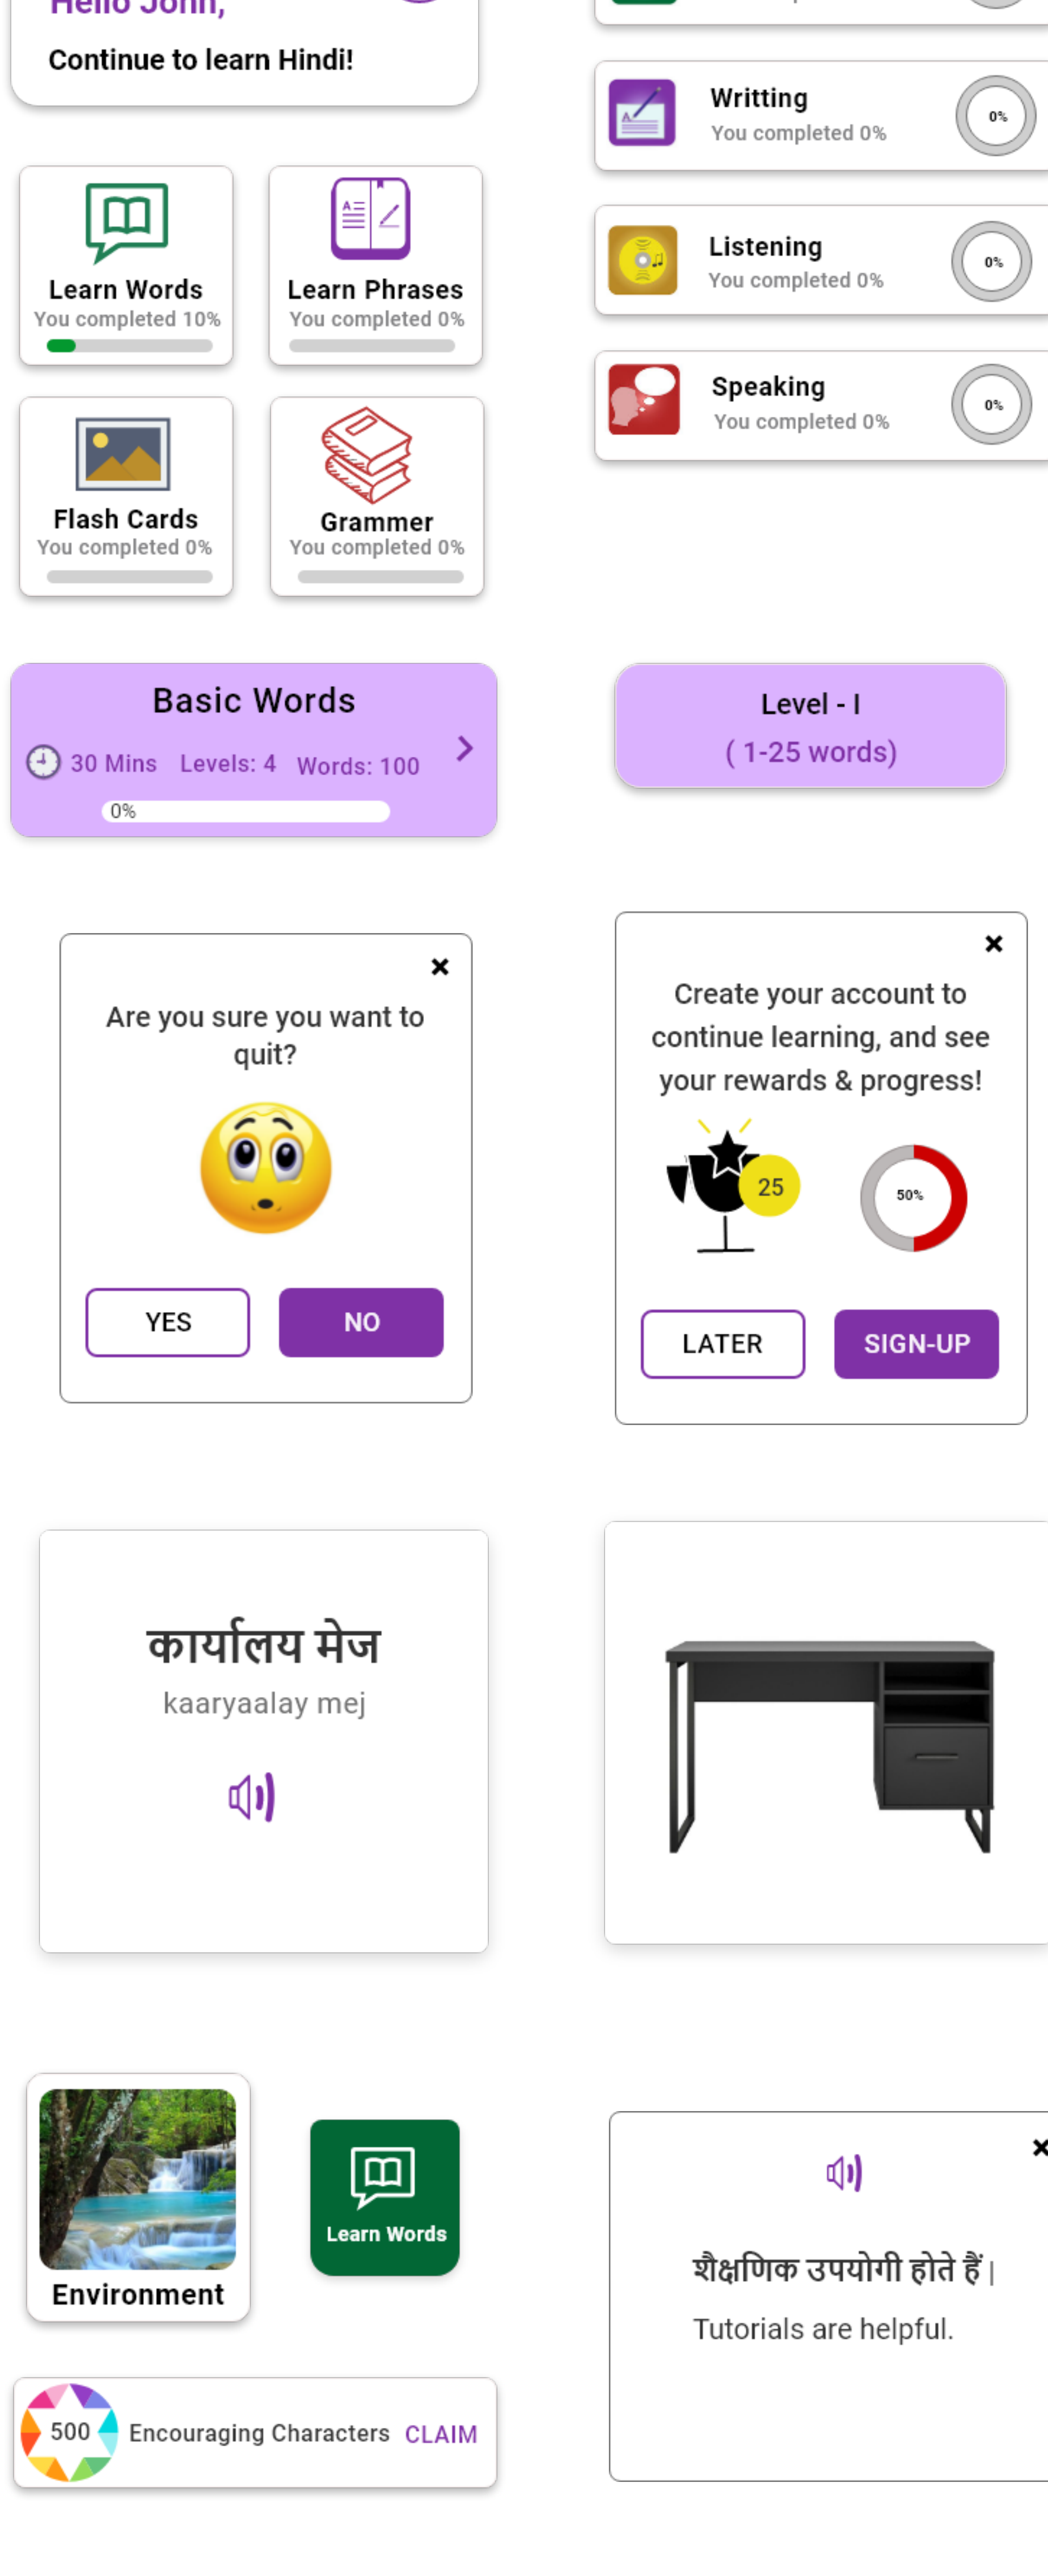 Hello John,
Continue to learn Hindi!
Writting
You completed 0%
0%
Listening
You completed 0%
0%
Speaking
You completed 0%
0%
Learn Words
You completed 10%
Learn Phrases
You completed 0%
Flash Cards
You completed 0%
Grammer
You completed 0%
Basic Words
30 Mins Levels: 4 Words: 100
0%
Level - I
( 1-25 words)
Are you sure you want to
quit?
YES
NO
Create your account to
continue learning, and see
your rewards & progress!
25
50%
LATER
SIGN-UP
कार्यालय मेज
kaaryaalay mej
Environment
Learn Words
शैक्षणिक उपयोगी होते हैं |
Tutorials are helpful.
500 Encouraging Characters CLAIM